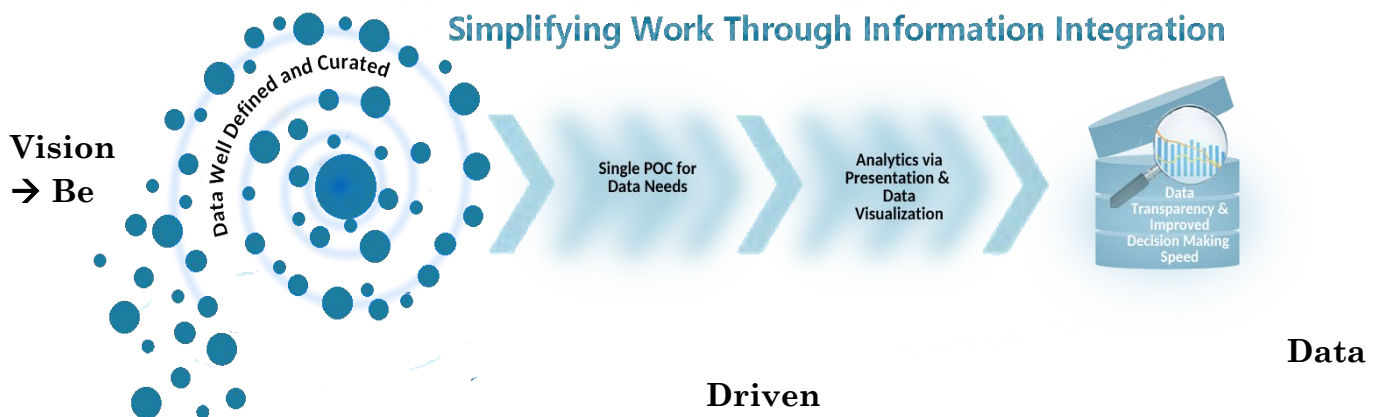 Simplifying Work Through Information Integration
Data Well Defined and Curated
Vision
→ Be
Single POC for
Data Needs
Analytics via
Presentation &
Data
Visualization
Data
Transparency &
Improved
Decision Making
Speed
Data
Driven